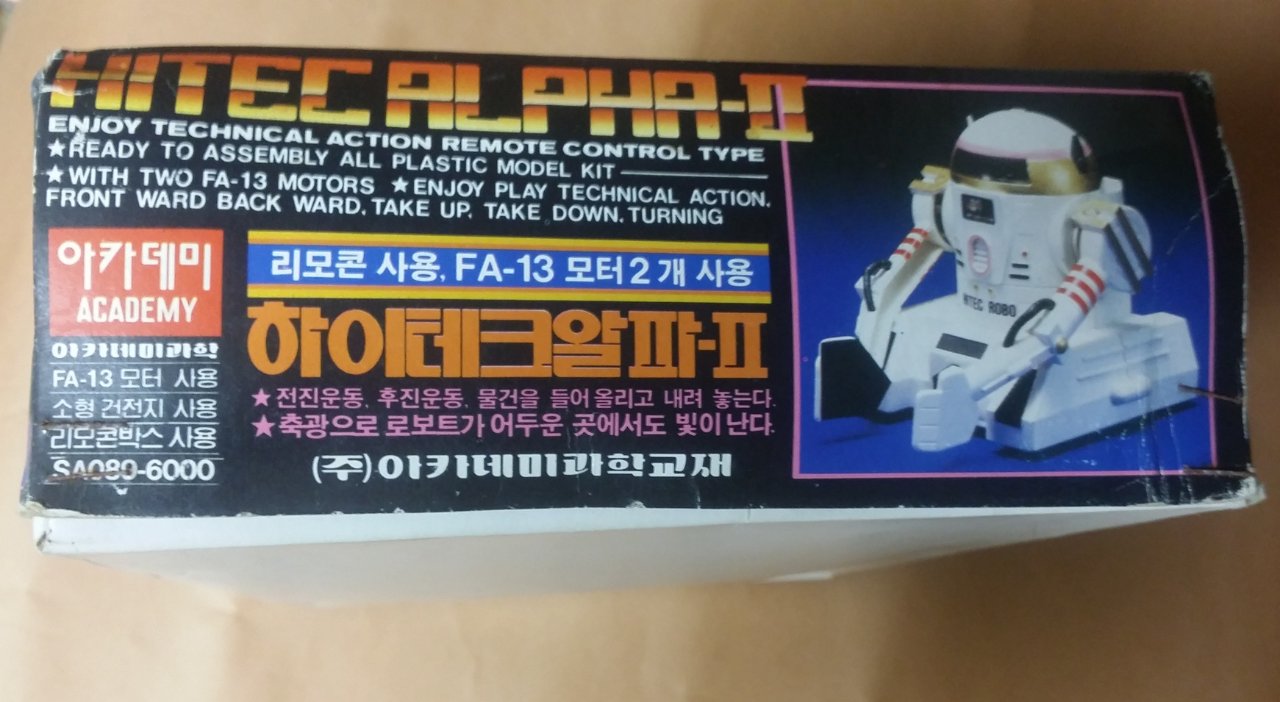 HITEC ALPHA-II
ENJOY TECHNICAL ACTION REMOTE CONTROL TYPE
★READY TO ASSEMBLY ALL PLASTIC MODEL KIT
★WITH TWO FA-13 MOTORS ★ENJOY PLAY TECHNICAL ACTION.
FRONT WARD BACK WARD. TAKE UP. TAKE DOWN. TURNING
아카데미
ACADEMY
아카데미과학
FA-13 모터 사용
소형 건전지 사용
리모콘박스 사용
SA080-6000
리모콘 사용, FA-13 모터 2 개 사용
하이테크알파-II
★전진운동, 후진운동, 물건을 들어 올리고 내려 놓는다.
★축광으로 로보트가 어두운 곳에서도 빛이 난다.
(주)아카데미과학교재
HITEC ROBO